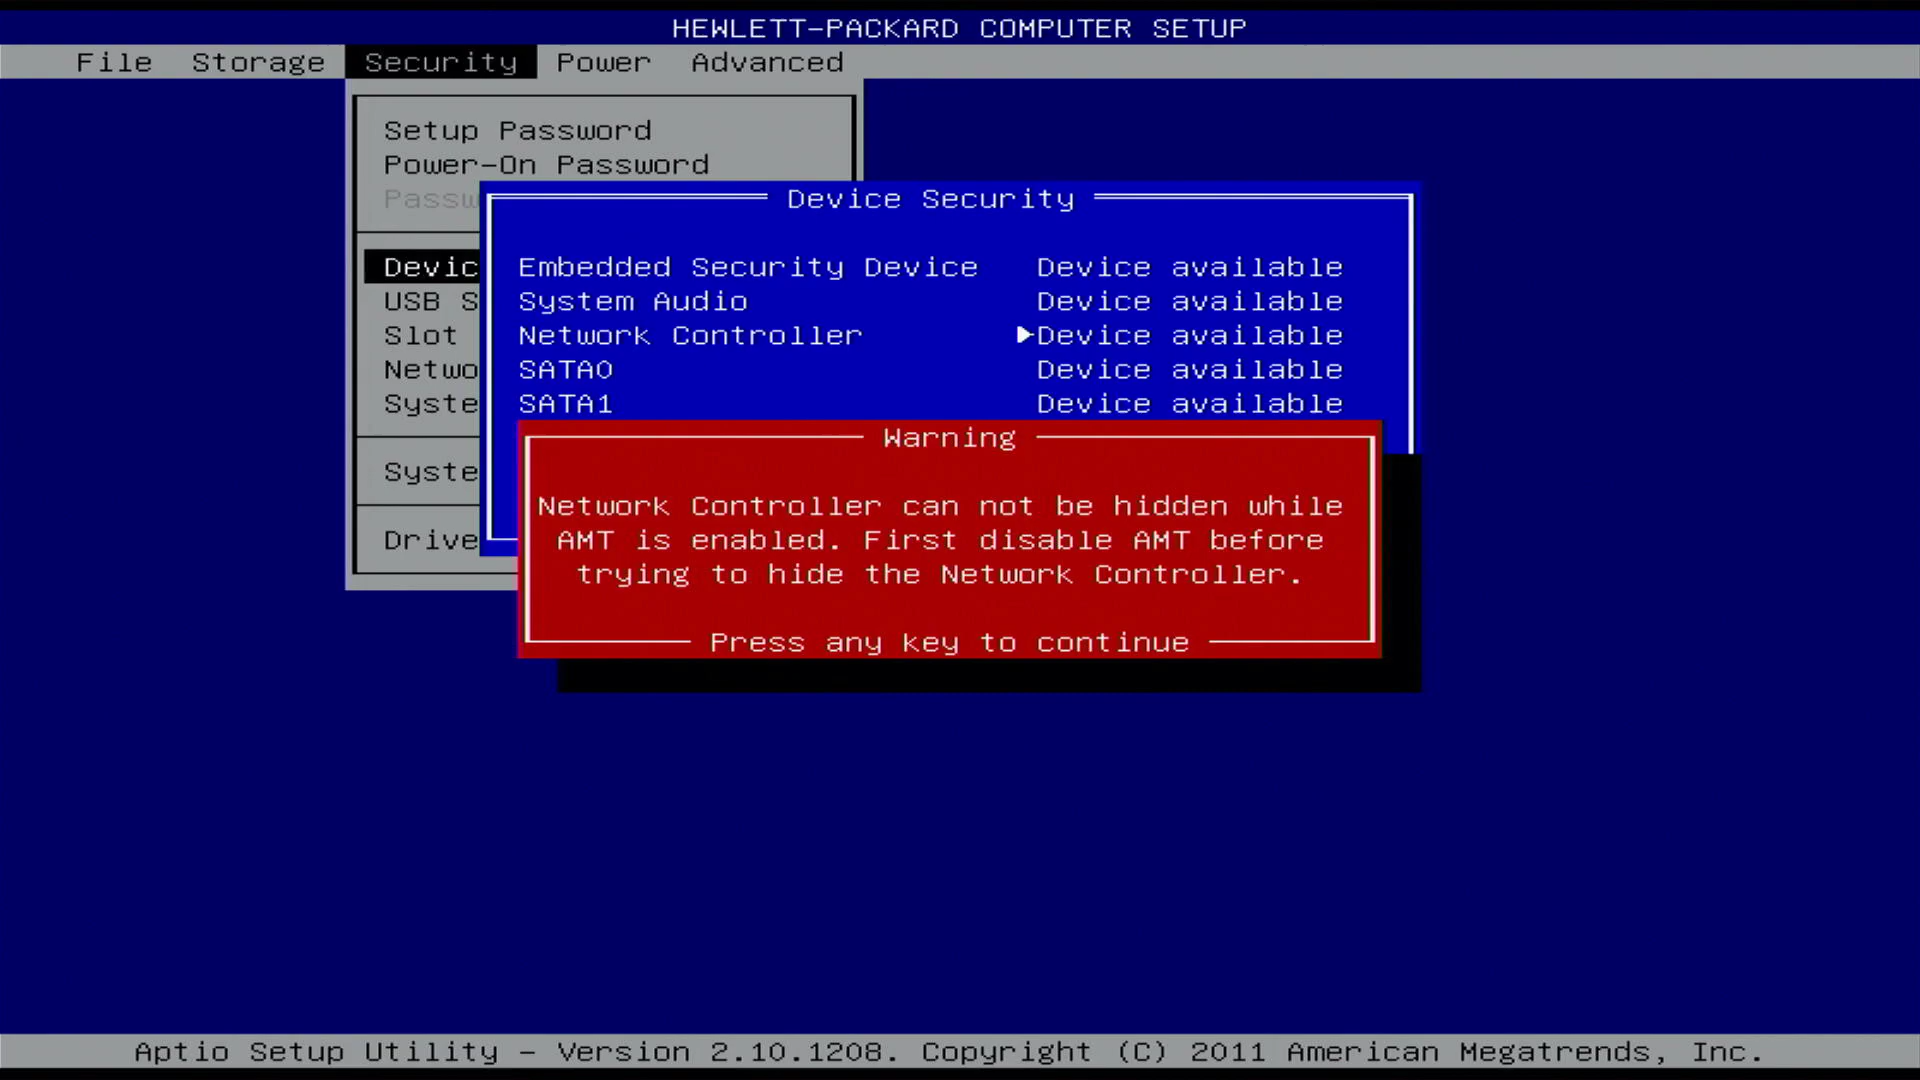 HEWLETT-PACKARD COMPUTER SETUP
File Storage Security Power Advanced
Setup Password
Power-On Password
Passw
Device Security
Devic
USB S
Slot
Netwo
Syste
Syste
Drive
Embedded Security Device Device available
System Audio Device available
Network Controller ▶Device available
SATA0 Device available
SATA1 Device available
Warning
Network Controller can not be hidden while
AMT is enabled. First disable AMT before
trying to hide the Network Controller.
Press any key to continue
Aptio Setup Utility - Version 2.10.1208. Copyright (C) 2011 American Megatrends, Inc.